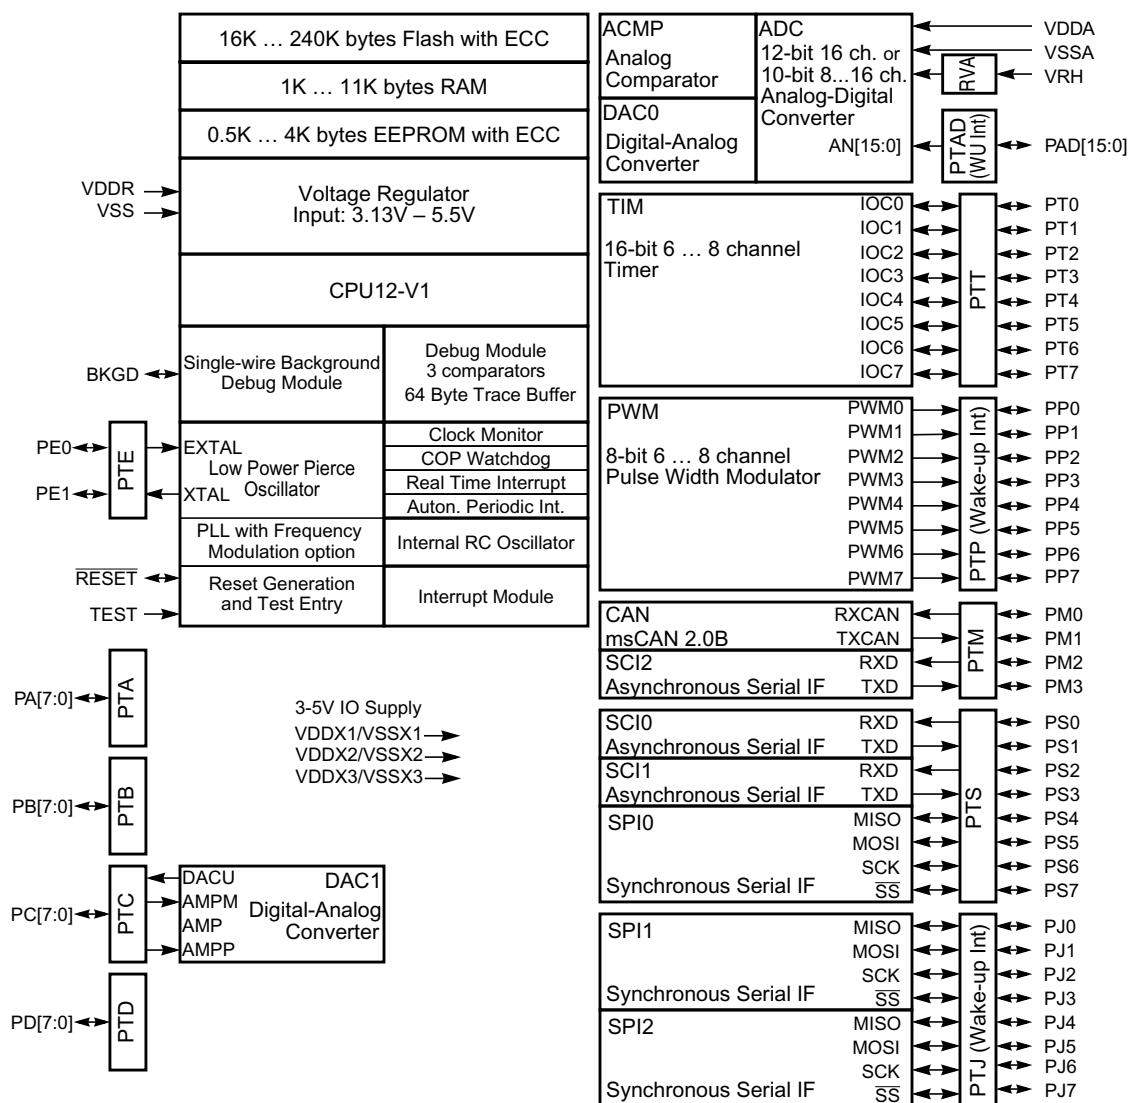 16K … 240K bytes Flash with ECC
1K … 11K bytes RAM
0.5K … 4K bytes EEPROM with ECC
VDDR
VSS
Voltage Regulator
Input: 3.13V – 5.5V
CPU12-V1
BKGD
Single-wire Background
Debug Module
Debug Module
3 comparators
64 Byte Trace Buffer
PE0
PE1
PTE
EXTAL
XTAL
Low Power Pierce
Oscillator
Clock Monitor
COP Watchdog
Real Time Interrupt
Auton. Periodic Int.
PLL with Frequency
Modulation option
Internal RC Oscillator
RESET
TEST
Reset Generation
and Test Entry
Interrupt Module
PA[7:0]
PTA
PB[7:0]
PTB
3-5V IO Supply
VDDX1/VSSX1
VDDX2/VSSX2
VDDX3/VSSX3
PC[7:0]
PTC
DACU
AMPM
AMP
AMPP
DAC1
Digital-Analog
Converter
PD[7:0]
PTD
ACMP
Analog
Comparator
DAC0
Digital-Analog
Converter
ADC
12-bit 16 ch. or
10-bit 8...16 ch.
Analog-Digital
Converter
AN[15:0]
RVA
PTAD
(WU Int)
VDDA
VSSA
VRH
PAD[15:0]
TIM
16-bit 6 … 8 channel
Timer
IOC0
IOC1
IOC2
IOC3
IOC4
IOC5
IOC6
IOC7
PTT
PT0
PT1
PT2
PT3
PT4
PT5
PT6
PT7
PWM
8-bit 6 … 8 channel
Pulse Width Modulator
PWM0
PWM1
PWM2
PWM3
PWM4
PWM5
PWM6
PWM7
PTP (Wake-up Int)
PP0
PP1
PP2
PP3
PP4
PP5
PP6
PP7
CAN
msCAN 2.0B
RXCAN
TXCAN
SCI2
Asynchronous Serial IF
RXD
TXD
PTM
PM0
PM1
PM2
PM3
SCI0
Asynchronous Serial IF
RXD
TXD
SCI1
Asynchronous Serial IF
RXD
TXD
SPI0
Synchronous Serial IF
MISO
MOSI
SCK
SS
PTS
PS0
PS1
PS2
PS3
PS4
PS5
PS6
PS7
SPI1
Synchronous Serial IF
MISO
MOSI
SCK
SS
SPI2
Synchronous Serial IF
MISO
MOSI
SCK
SS
PTJ (Wake-up Int)
PJ0
PJ1
PJ2
PJ3
PJ4
PJ5
PJ6
PJ7